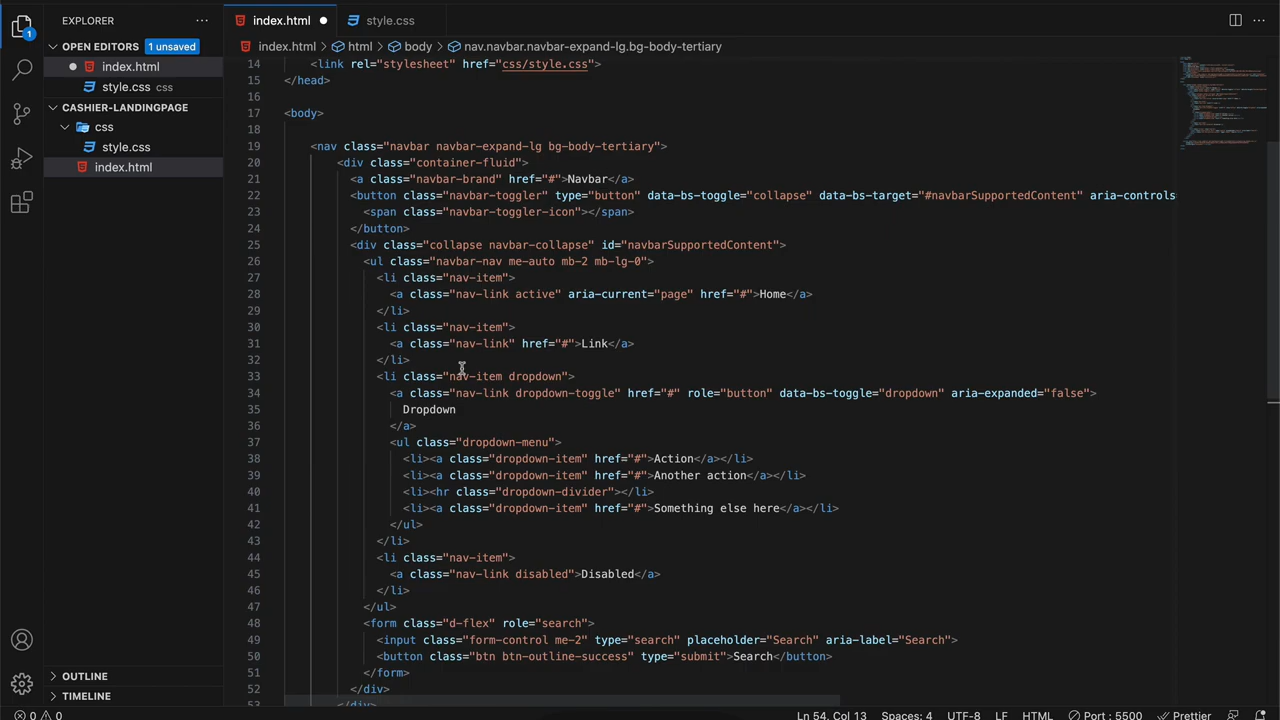 EXPLORER
index.html
style.css
OPEN EDITORS 1 unsaved
index.html
style.css css
CASHIER-LANDINGPAGE
css
style.css
index.html
OUTLINE
TIMELINE
1
index.html html body nav.navbar.navbar-expand-lg.bg-body-tertiary
14 <link rel="stylesheet" href="css/style.css">
15 </head>
16
17 <body>
18
19 <nav class="navbar navbar-expand-lg bg-body-tertiary">
20 <div class="container-fluid">
21 <a class="navbar-brand" href="#">Navbar</a>
22 <button class="navbar-toggler" type="button" data-bs-toggle="collapse" data-bs-target="#navbarSupportedContent" aria-controls
23 <span class="navbar-toggler-icon"></span>
24 </button>
25 <div class="collapse navbar-collapse" id="navbarSupportedContent">
26 <ul class="navbar-nav me-auto mb-2 mb-lg-0">
27 <li class="nav-item">
28 <a class="nav-link active" aria-current="page" href="#">Home</a>
29 </li>
30 <li class="nav-item">
31 <a class="nav-link" href="#">Link</a>
32 </li>
33 <li class="nav-item dropdown">
34 <a class="nav-link dropdown-toggle" href="#" role="button" data-bs-toggle="dropdown" aria-expanded="false">
35 Dropdown
36 </a>
37 <ul class="dropdown-menu">
38 <li><a class="dropdown-item" href="#">Action</a></li>
39 <li><a class="dropdown-item" href="#">Another action</a></li>
40 <li><hr class="dropdown-divider"></li>
41 <li><a class="dropdown-item" href="#">Something else here</a></li>
42 </ul>
43 </li>
44 <li class="nav-item">
45 <a class="nav-link disabled">Disabled</a>
46 </li>
47 </ul>
48 <form class="d-flex" role="search">
49 <input class="form-control me-2" type="search" placeholder="Search" aria-label="Search">
50 <button class="btn btn-outline-success" type="submit">Search</button>
51 </form>
52 </div>
53 </div>
0 0 Ln 54, Col 13 Spaces: 4 UTF-8 LF HTML Port : 5500 Prettier